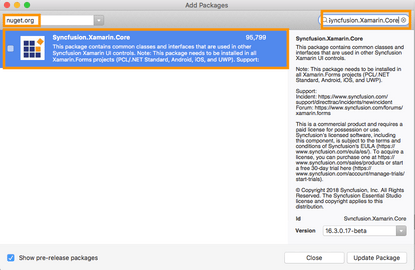 Add Packages
nuget.org
Syncfusion.Xamarin.Core
Syncfusion.Xamarin.Core
95,799
This package contains common classes and interfaces that are used in other
Syncfusion Xamarin UI controls. Note: This package needs to be installed in
all Xamarin.Forms projects (PCL/.NET Standard, Android, iOS, and UWP). Support:
Syncfusion.Xamarin.Core
This package contains common classes
and interfaces that are used in other
Syncfusion Xamarin UI controls.
Note: This package needs to be installed in
all Xamarin.Forms projects (PCL/.NET
Standard, Android, iOS, and UWP).
Support:
Incident: https://www.syncfusion.com/
support/directtrac/incidents/newincident
Forum: https://www.syncfusion.com/forums/
xamarin.forms
This is a commercial product and requires a
paid license for possession or use.
Syncfusion's licensed software, including
this component, is subject to the terms and
conditions of Syncfusion's EULA (https://
www.syncfusion.com/eula/es/). To acquire a
license, you can purchase one at https://
www.syncfusion.com/sales/products or start
a free 30-day trial here (https://
www.syncfusion.com/account/manage-trials/
start-trials).
© Copyright 2018 Syncfusion, Inc. All Rights
Reserved. The Syncfusion Essential Studio
license and copyright applies to this
distribution.
Id
Syncfusion.Xamarin.Core
Version
16.3.0.17-beta
Show pre-release packages
Close
Update Package